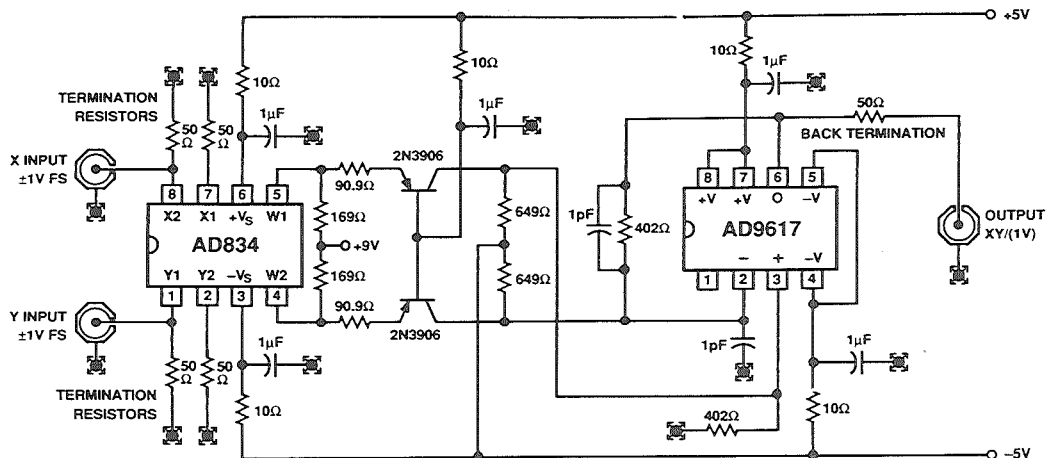 +5V
10Ω
10Ω
10Ω
1μF
TERMINATION
RESISTORS
50
Ω
50
Ω
1μF
1μF
50Ω
BACK TERMINATION
X INPUT
±1V FS
2N3906
90.9Ω
8 7 6 5
X2 X1 +VS W1
AD834
Y1 Y2 −VS W2
1 2 3 4
169Ω
+9V
169Ω
649Ω
649Ω
1pF
402Ω
8 7 6 5
+V +V O −V
AD9617
− + −V
1 2 3 4
OUTPUT
XY/(1V)
Y INPUT
±1V FS
90.9Ω
2N3906
1pF
1μF
1μF
50
Ω
50
Ω
TERMINATION
RESISTORS
10Ω
402Ω
10Ω
−5V